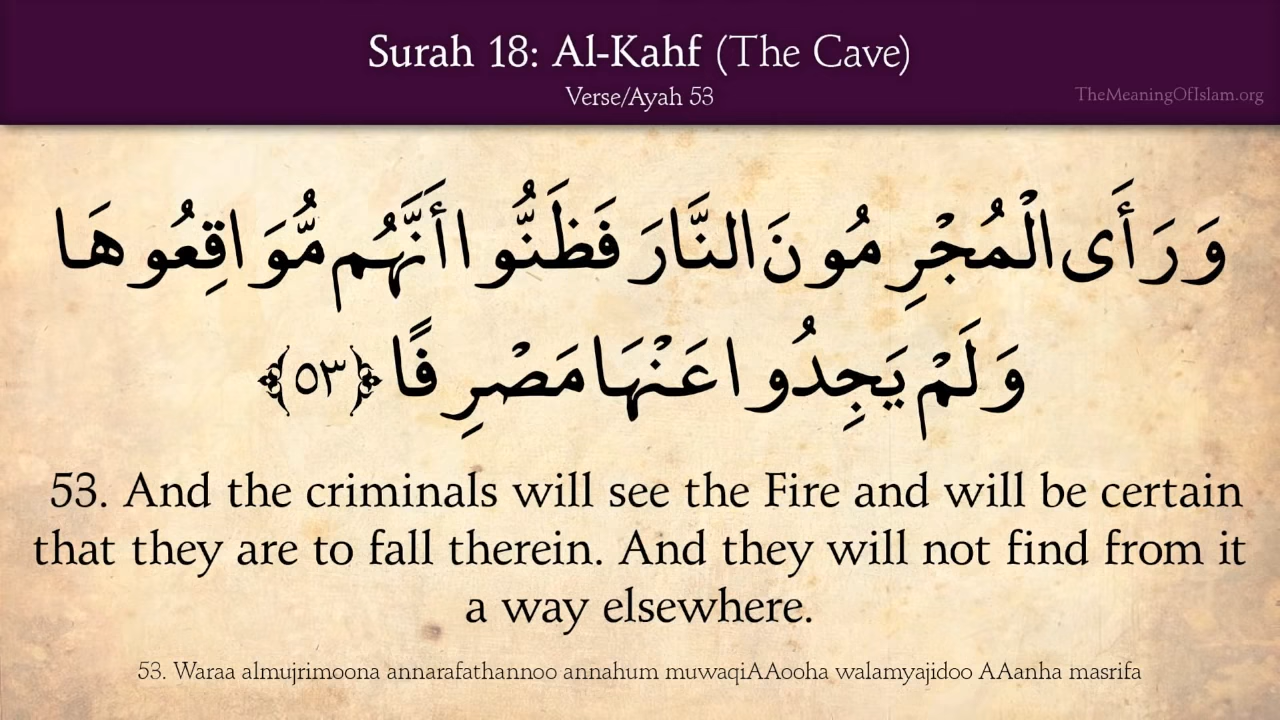 Surah 18: Al-Kahf (The Cave)
Verse/Ayah 53
TheMeaningOfIslam.org
وَرَأَى الْمُجْرِمُونَ النَّارَ فَظَنُّوا أَنَّهُم مُّوَاقِعُوهَا
وَلَمْ يَجِدُوا عَنْهَا مَصْرِفًا ﴿٥٣﴾
53. And the criminals will see the Fire and will be certain
that they are to fall therein. And they will not find from it
a way elsewhere.
53. Waraa almujrimoona annarafathannoo annahum muwaqiAAooha walamyajidoo AAanha masrifa